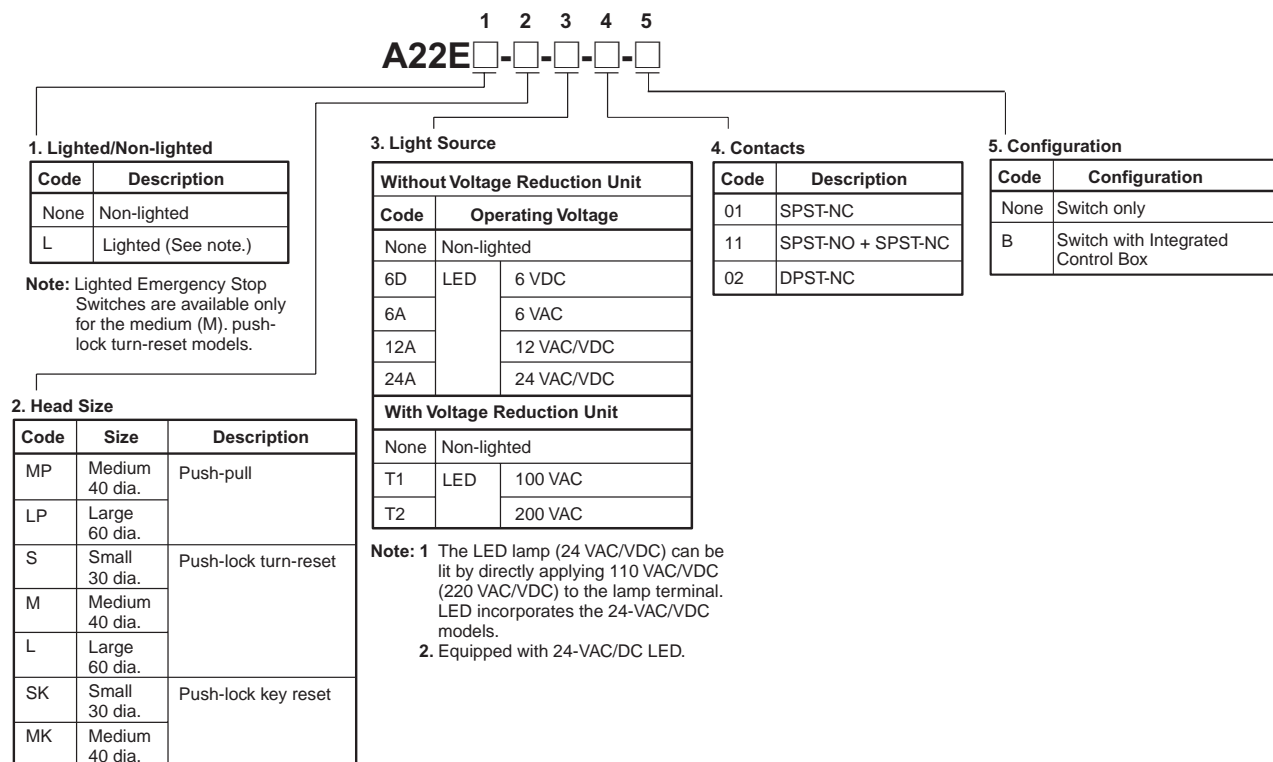 1 2 3 4 5
A22E□-□-□-□-□
1. Lighted/Non-lighted
Code Description
None Non-lighted
L Lighted (See note.)
Note: Lighted Emergency Stop
Switches are available only
for the medium (M). push-
lock turn-reset models.
2. Head Size
Code Size Description
MP Medium Push-pull
40 dia.
LP Large
60 dia.
S Small Push-lock turn-reset
30 dia.
M Medium
40 dia.
L Large
60 dia.
SK Small Push-lock key reset
30 dia.
MK Medium
40 dia.
3. Light Source
Without Voltage Reduction Unit
Code Operating Voltage
None Non-lighted
6D LED 6 VDC
6A 6 VAC
12A 12 VAC/VDC
24A 24 VAC/VDC
With Voltage Reduction Unit
None Non-lighted
T1 LED 100 VAC
T2 200 VAC
Note: 1 The LED lamp (24 VAC/VDC) can be
lit by directly applying 110 VAC/VDC
(220 VAC/VDC) to the lamp terminal.
LED incorporates the 24-VAC/VDC
models.
2. Equipped with 24-VAC/DC LED.
4. Contacts
Code Description
01 SPST-NC
11 SPST-NO + SPST-NC
02 DPST-NC
5. Configuration
Code Configuration
None Switch only
B Switch with Integrated
Control Box